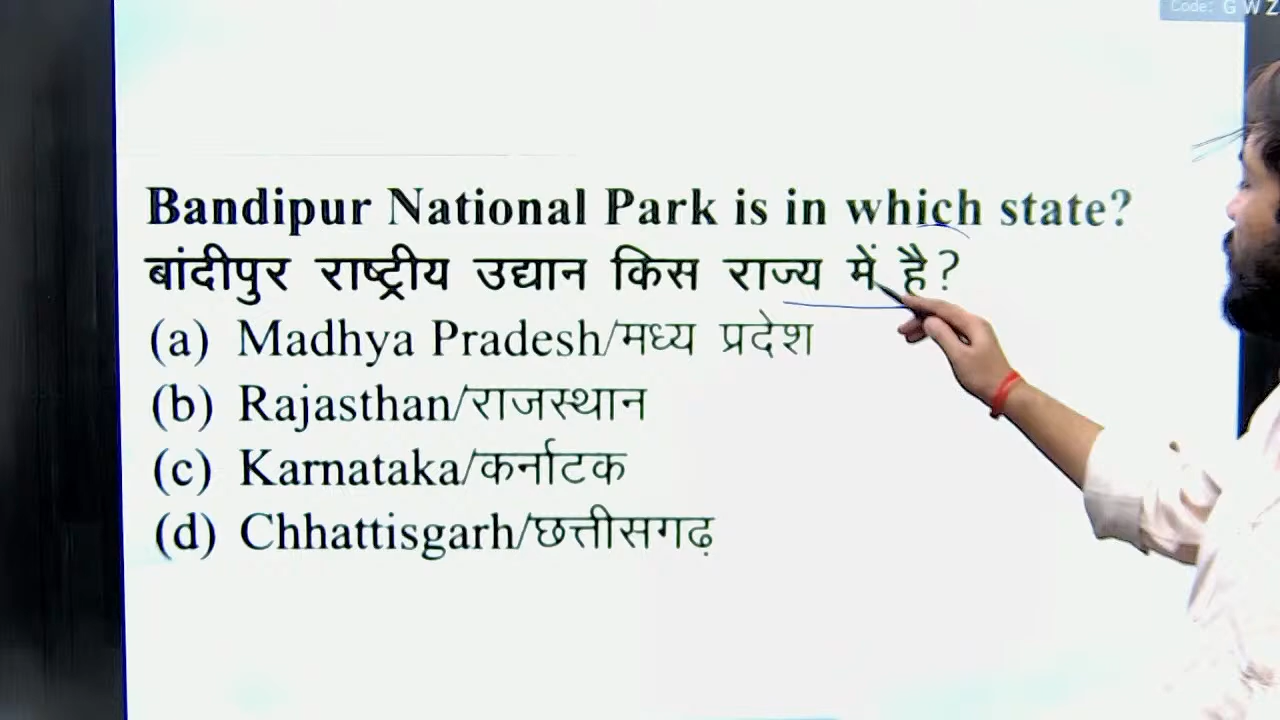 Code: G W Z
Bandipur National Park is in which state?
बांदीपुर राष्ट्रीय उद्यान किस राज्य में है?
(a) Madhya Pradesh/मध्य प्रदेश
(b) Rajasthan/राजस्थान
(c) Karnataka/कर्नाटक
(d) Chhattisgarh/छत्तीसगढ़